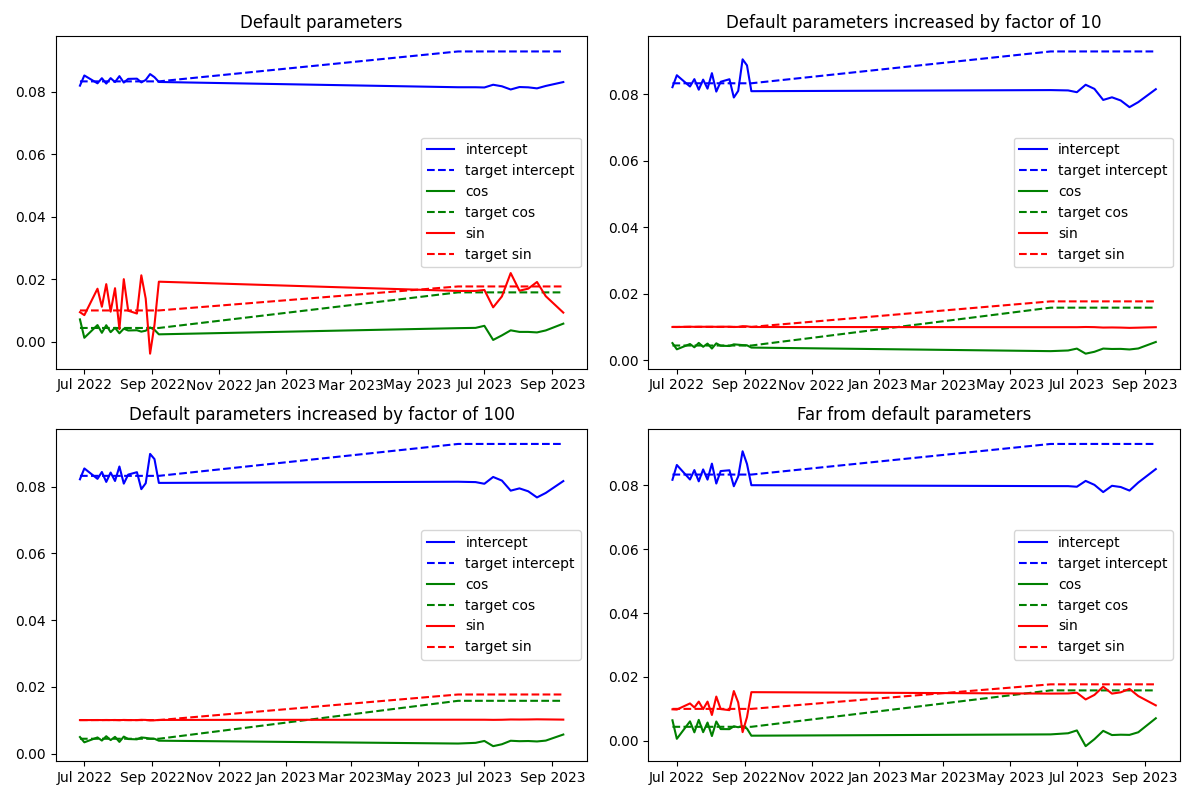 Default parameters
0.08
0.06
0.04
0.02
0.00
intercept
target intercept
cos
target cos
sin
target sin
Jul 2022 Sep 2022 Nov 2022 Jan 2023 Mar 2023 May 2023 Jul 2023 Sep 2023
Default parameters increased by factor of 10
0.08
0.06
0.04
0.02
0.00
intercept
target intercept
cos
target cos
sin
target sin
Jul 2022 Sep 2022 Nov 2022 Jan 2023 Mar 2023 May 2023 Jul 2023 Sep 2023
Default parameters increased by factor of 100
0.08
0.06
0.04
0.02
0.00
intercept
target intercept
cos
target cos
sin
target sin
Jul 2022 Sep 2022 Nov 2022 Jan 2023 Mar 2023 May 2023 Jul 2023 Sep 2023
Far from default parameters
0.08
0.06
0.04
0.02
0.00
intercept
target intercept
cos
target cos
sin
target sin
Jul 2022 Sep 2022 Nov 2022 Jan 2023 Mar 2023 May 2023 Jul 2023 Sep 2023